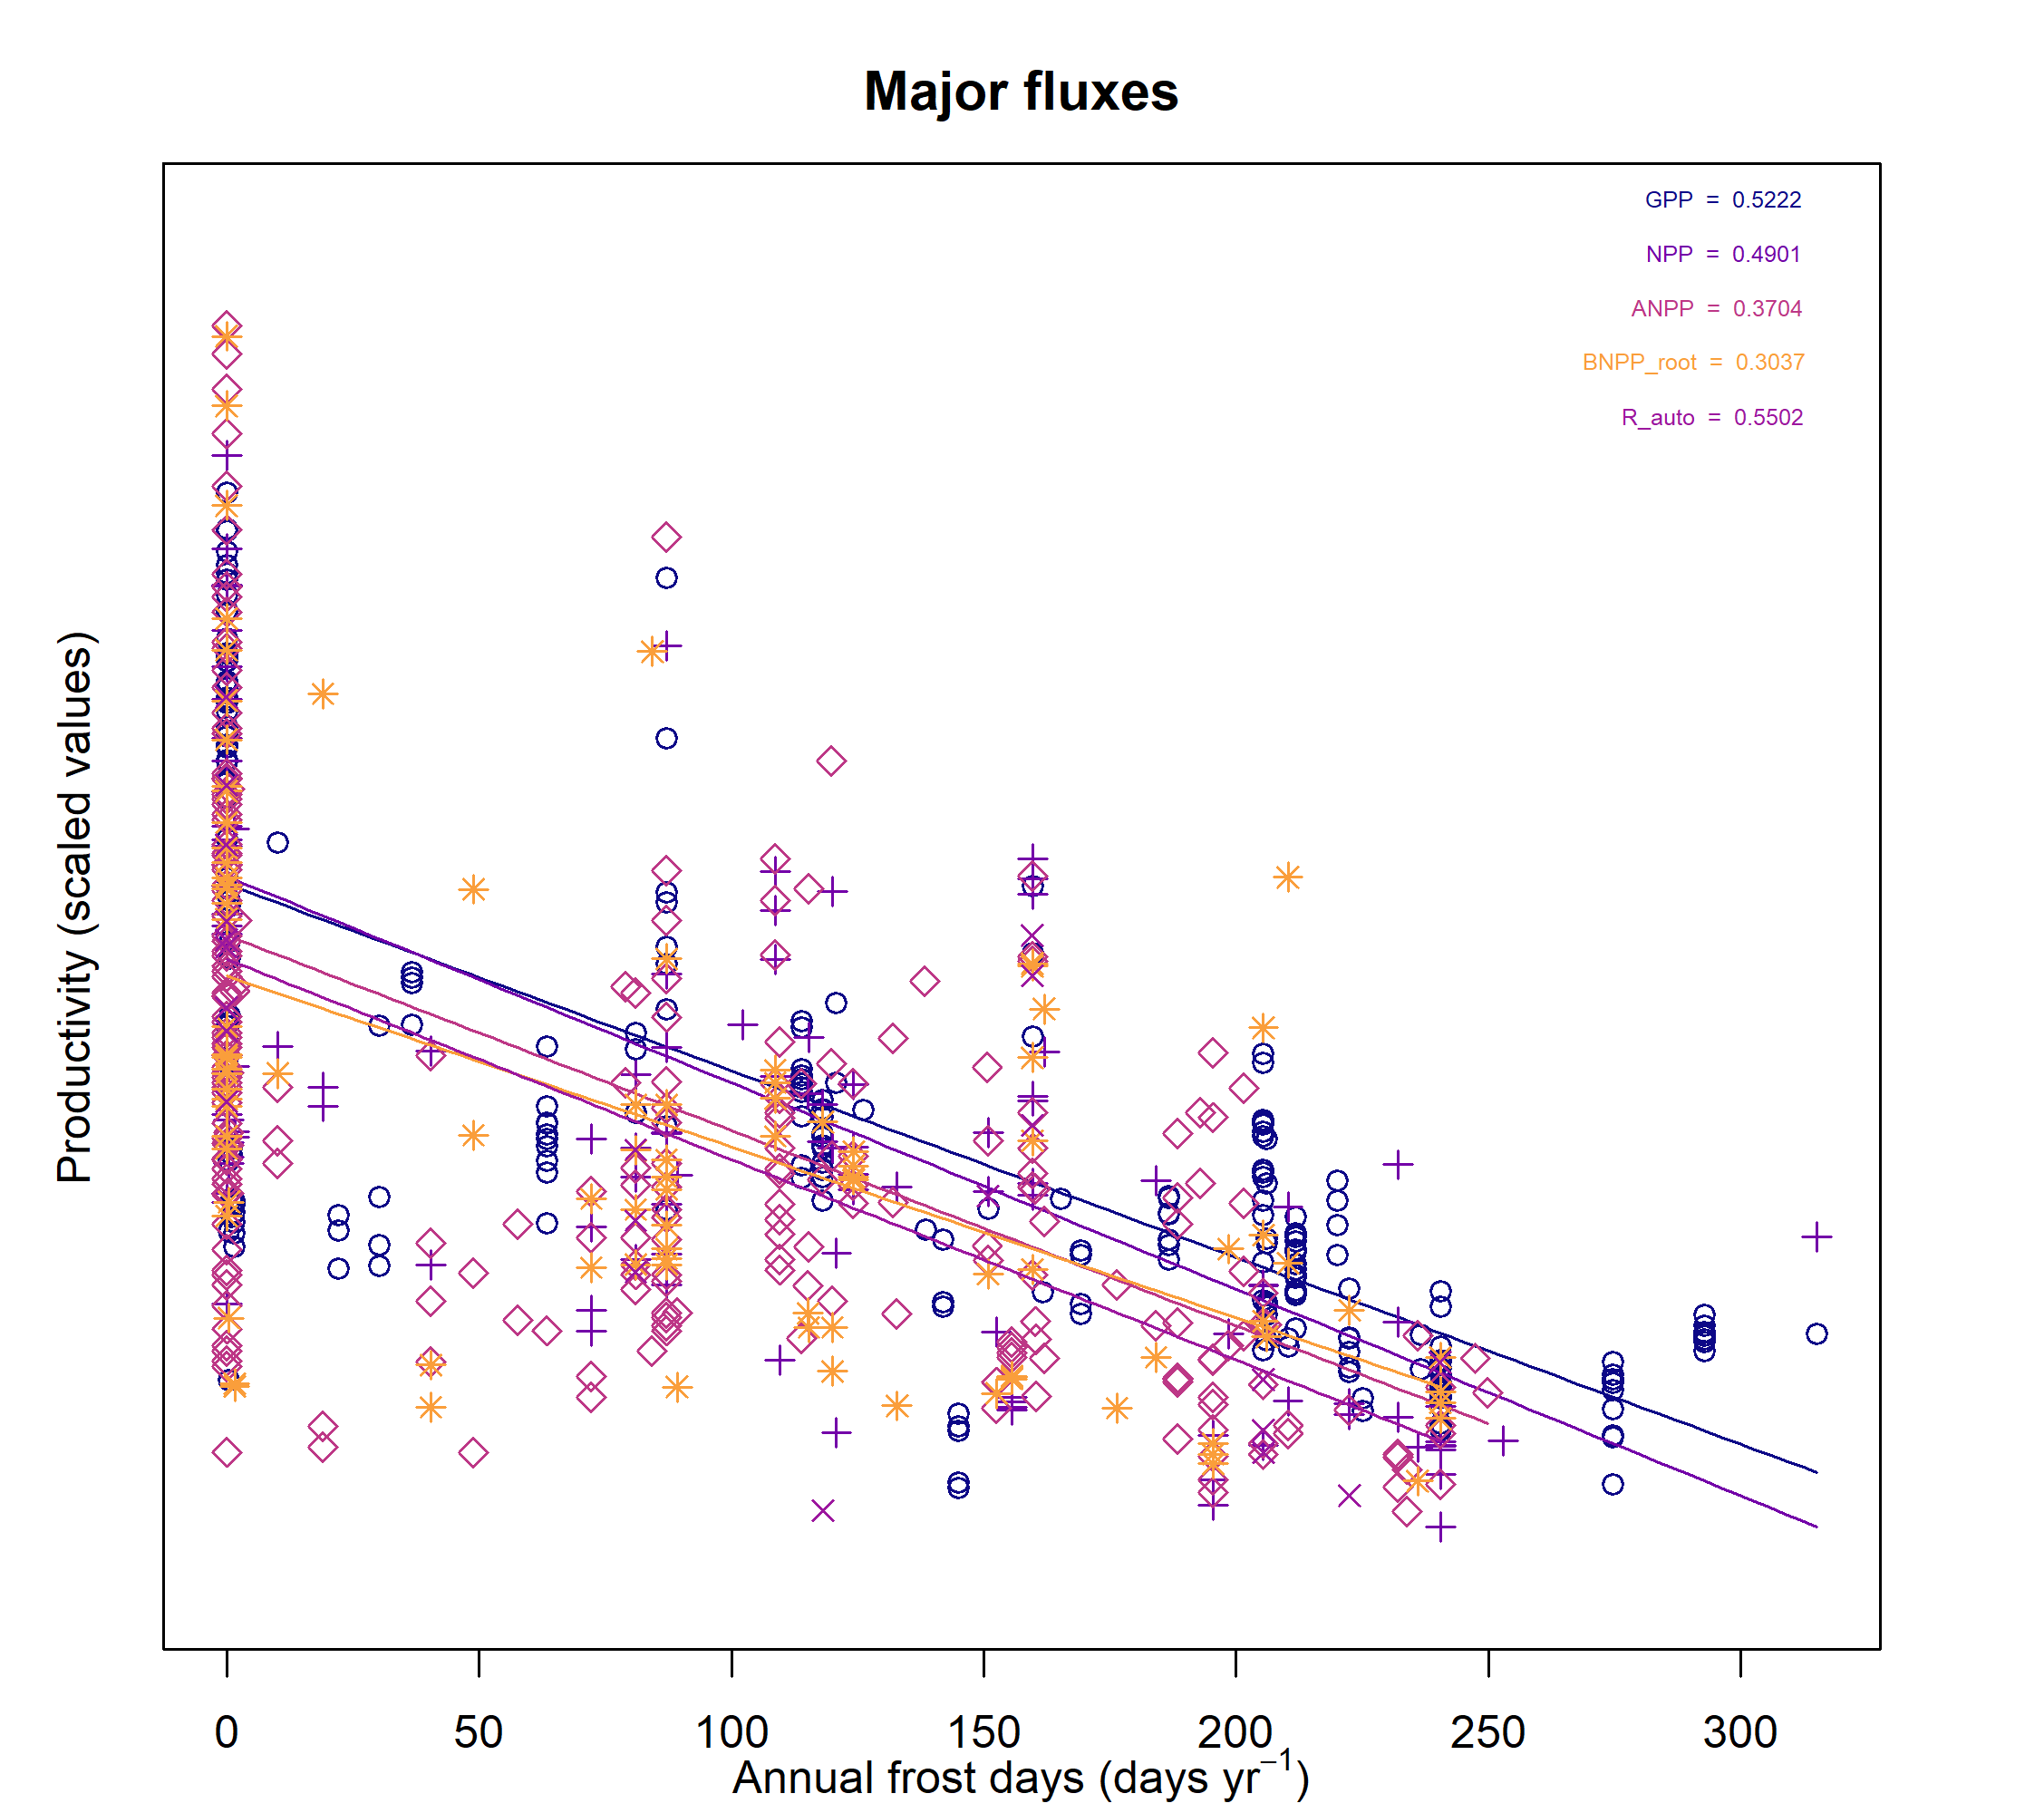 Major fluxes
GPP = 0.5222
NPP = 0.4901
ANPP = 0.3704
BNPP_root = 0.3037
R_auto = 0.5502
Productivity (scaled values)
0 50 100 150 200 250 300
Annual frost days (days yr⁻¹)